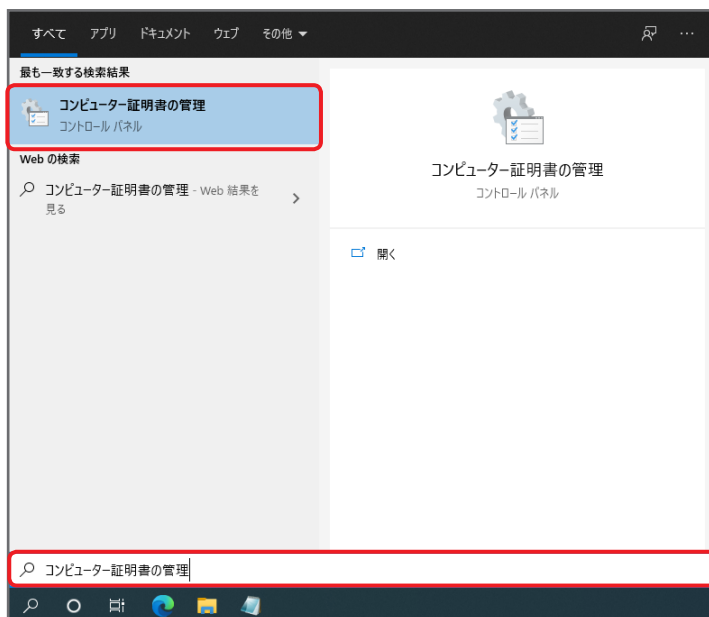 すべて アプリ ドキュメント ウェブ その他
最も一致する検索結果
コンピューター証明書の管理
コントロール パネル
Web の検索
コンピューター証明書の管理 - Web 結果を
見る
コンピューター証明書の管理
コントロール パネル
開く
コンピューター証明書の管理